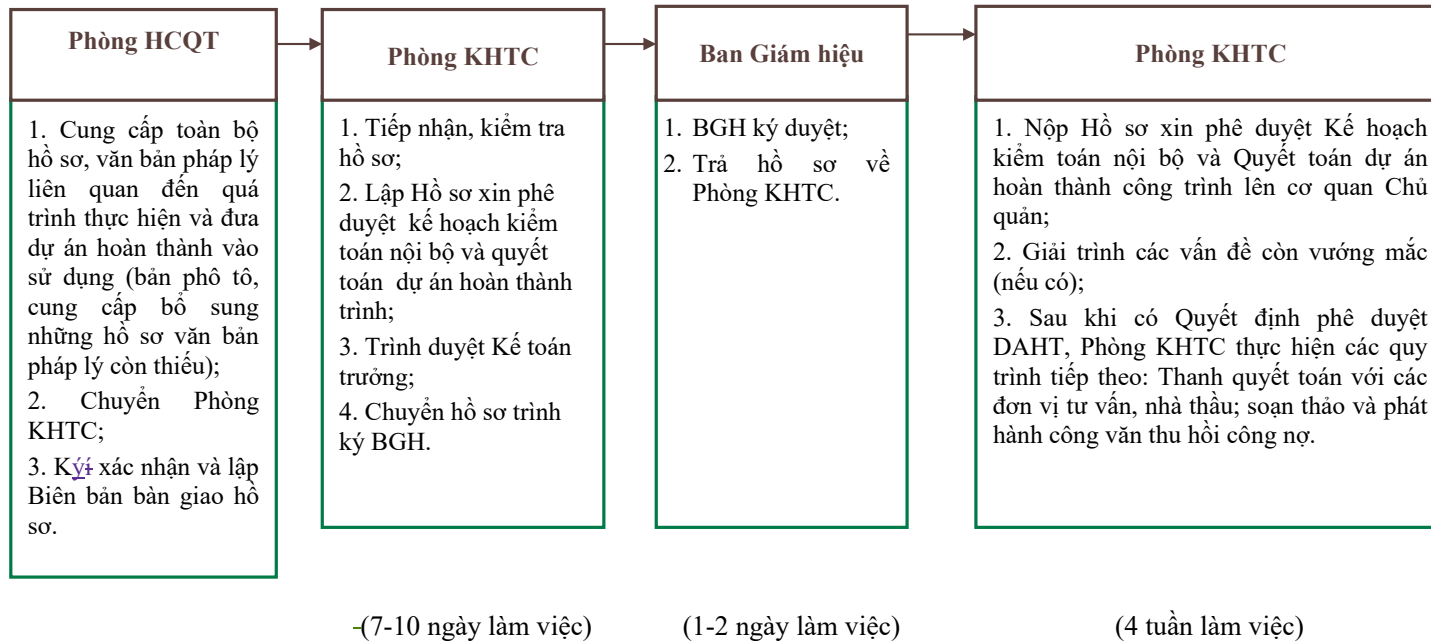 Phòng HCQT
1. Cung cấp toàn bộ
hồ sơ, văn bản pháp lý
liên quan đến quá
trình thực hiện và đưa
dự án hoàn thành vào
sử dụng (bản phô tô,
cung cấp bổ sung
những hồ sơ văn bản
pháp lý còn thiếu);
2. Chuyển Phòng
KHTC;
3. Kýí xác nhận và lập
Biên bản bàn giao hồ
sơ.
Phòng KHTC
1. Tiếp nhận, kiểm tra
hồ sơ;
2. Lập Hồ sơ xin phê
duyệt kế hoạch kiểm
toán nội bộ và quyết
toán dự án hoàn thành
trình;
3. Trình duyệt Kế toán
trưởng;
4. Chuyển hồ sơ trình
ký BGH.
Ban Giám hiệu
1. BGH ký duyệt;
2. Trả hồ sơ về
Phòng KHTC.
Phòng KHTC
1. Nộp Hồ sơ xin phê duyệt Kế hoạch
kiểm toán nội bộ và Quyết toán dự án
hoàn thành công trình lên cơ quan Chủ
quản;
2. Giải trình các vấn đề còn vướng mắc
(nếu có);
3. Sau khi có Quyết định phê duyệt
DAHT, Phòng KHTC thực hiện các quy
trình tiếp theo: Thanh quyết toán với các
đơn vị tư vấn, nhà thầu; soạn thảo và phát
hành công văn thu hồi công nợ.
-(7-10 ngày làm việc)
(1-2 ngày làm việc)
(4 tuần làm việc)